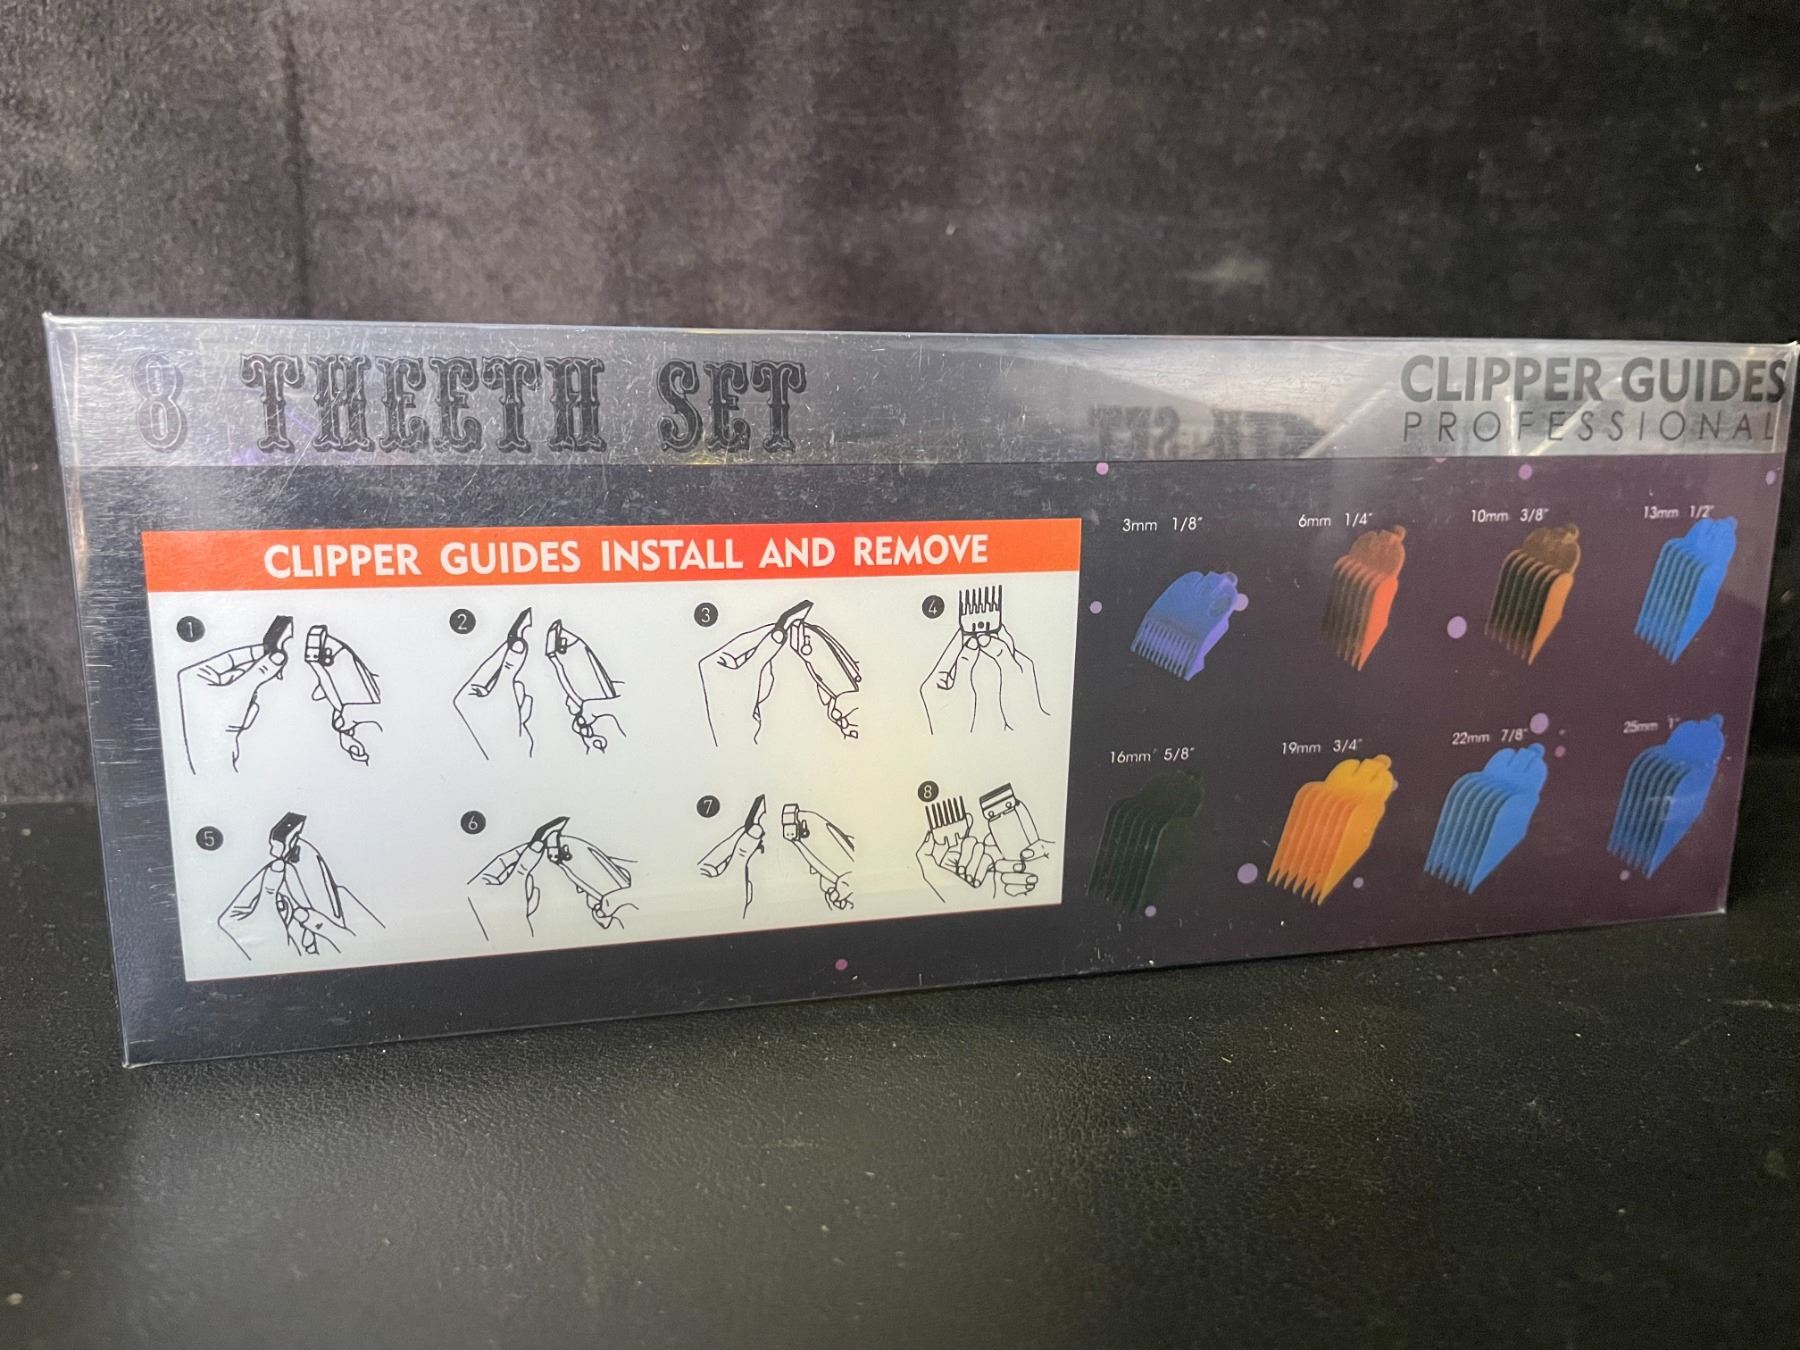 8 THEETH SET
CLIPPER GUIDES
PROFESSIONAL
CLIPPER GUIDES INSTALL AND REMOVE
1
2
3
4
5
6
7
8
3mm 1/8"
6mm 1/4"
10mm 3/8"
13mm 1/2"
16mm 5/8"
19mm 3/4"
22mm 7/8"
25mm 1"